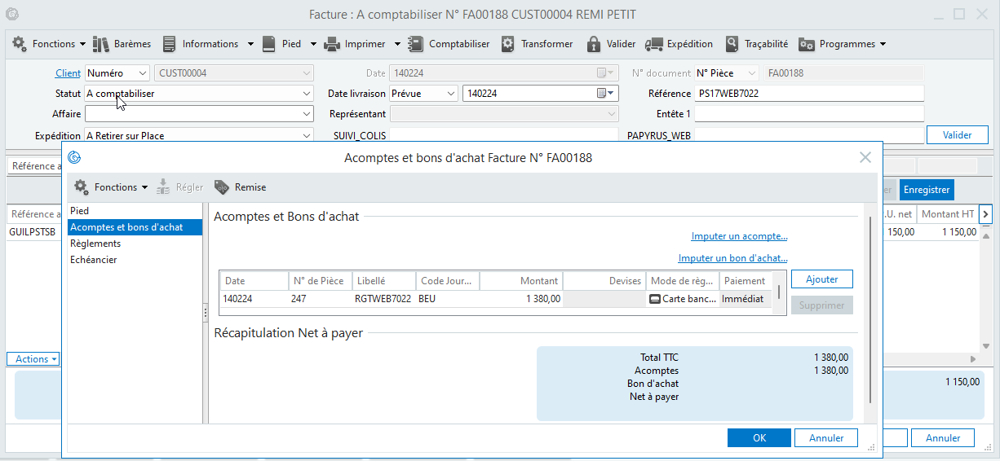 Facture : A comptabiliser N° FA00188 CUST00004 REMI PETIT
Fonctions Barèmes Informations Pied Imprimer Comptabiliser Transformer Valider Expédition Traçabilité Programmes
Client Numéro CUST00004 Date 140224 N° document N° Pièce FA00188
Statut A comptabiliser Date livraison Prévue 140224 Référence PS17WEB7022
Affaire Représentant Entête 1
Expédition A Retirer sur Place SUIVI_COLIS PAPYRUS_WEB Valider
Acomptes et bons d'achat Facture N° FA00188
Référence a
Fonctions Régler Remise
er Enregistrer
Pied
Acomptes et Bons d'achat
Référence a
.U. net Montant HT
Acomptes et bons d'achat
GUILPSTSB
150,00 1 150,00
Imputer un acompte...
Règlements
Echéancier
Imputer un bon d'achat...
Date N° de Pièce Libellé Code Jour... Montant Devises Mode de règ... Paiement
Ajouter
140224 247 RGTWEB7022 BEU 1 380,00 Carte banc... Immédiat
Supprimer
Récapitulation Net à payer
Actions
Total TTC 1 380,00
Acomptes 1 380,00
Bon d'achat
Net à payer
1 150,00
OK Annuler
Annuler